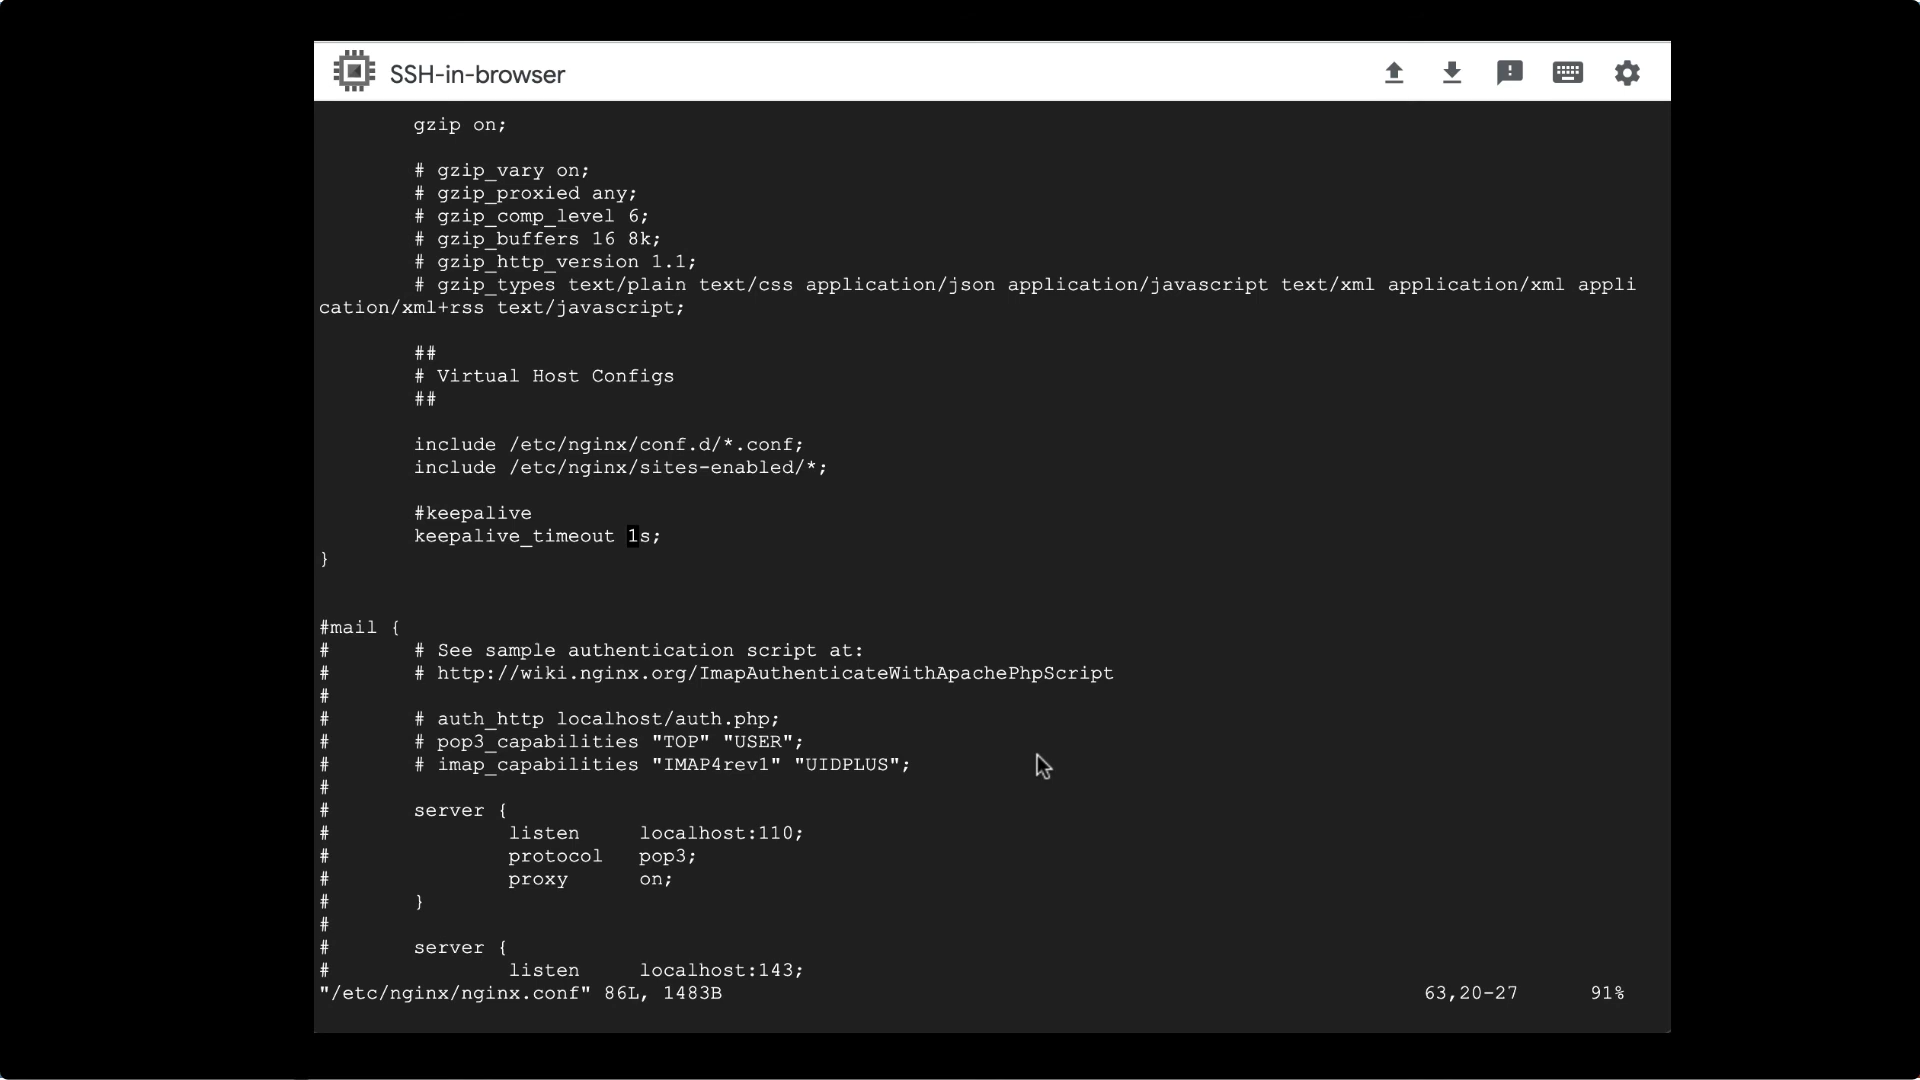 SSH-in-browser
gzip on;
# gzip_vary on;
# gzip_proxied any;
# gzip_comp_level 6;
# gzip_buffers 16 8k;
# gzip_http_version 1.1;
# gzip_types text/plain text/css application/json application/javascript text/xml application/xml appli
cation/xml+rss text/javascript;
##
# Virtual Host Configs
##
include /etc/nginx/conf.d/*.conf;
include /etc/nginx/sites-enabled/*;
#keepalive
keepalive_timeout 1s;
}
#mail {
#       # See sample authentication script at:
#       # http://wiki.nginx.org/ImapAuthenticateWithApachePhpScript
#
#       # auth_http localhost/auth.php;
#       # pop3_capabilities "TOP" "USER";
#       # imap_capabilities "IMAP4rev1" "UIDPLUS";
#
#       server {
#               listen     localhost:110;
#               protocol   pop3;
#               proxy      on;
#       }
#
#       server {
#               listen     localhost:143;
"/etc/nginx/nginx.conf" 86L, 1483B 63,20-27 91%